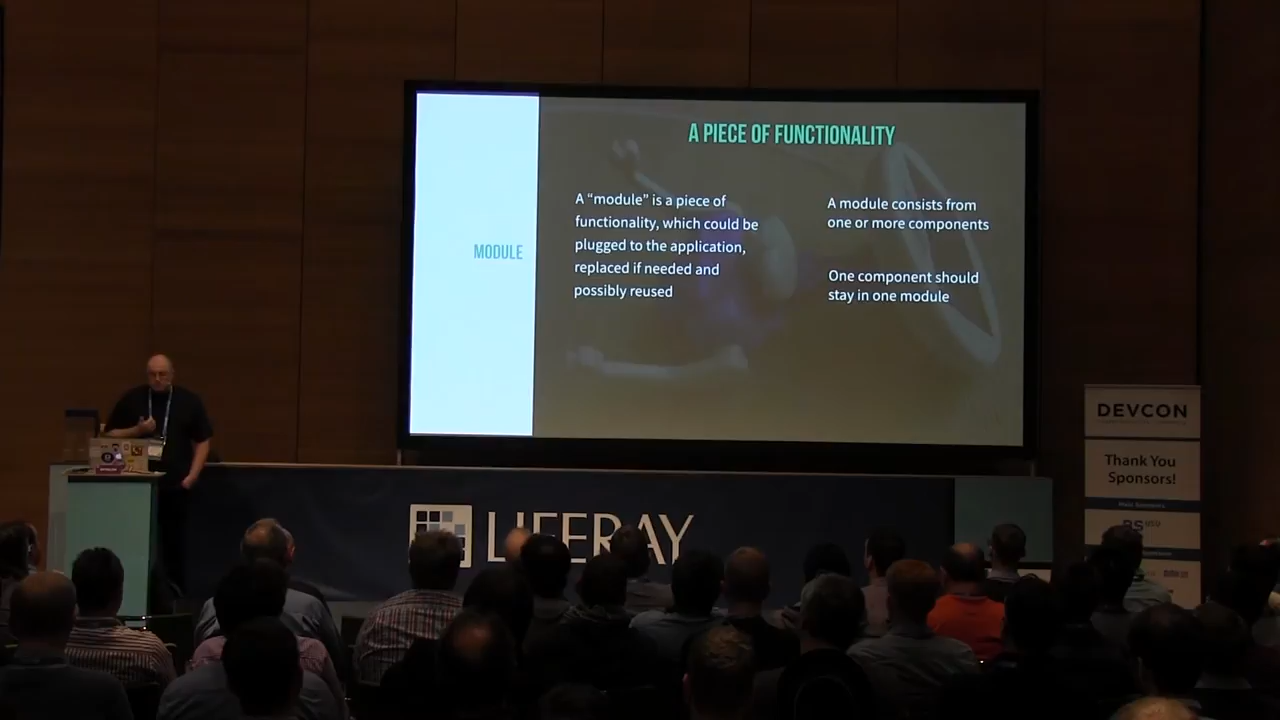 A PIECE OF FUNCTIONALITY
MODULE
A “module” is a piece of
functionality, which could be
plugged to the application,
replaced if needed and
possibly reused
A module consists from
one or more components
One component should
stay in one module
DEVCON
Thank You
Sponsors!
LIFERAY